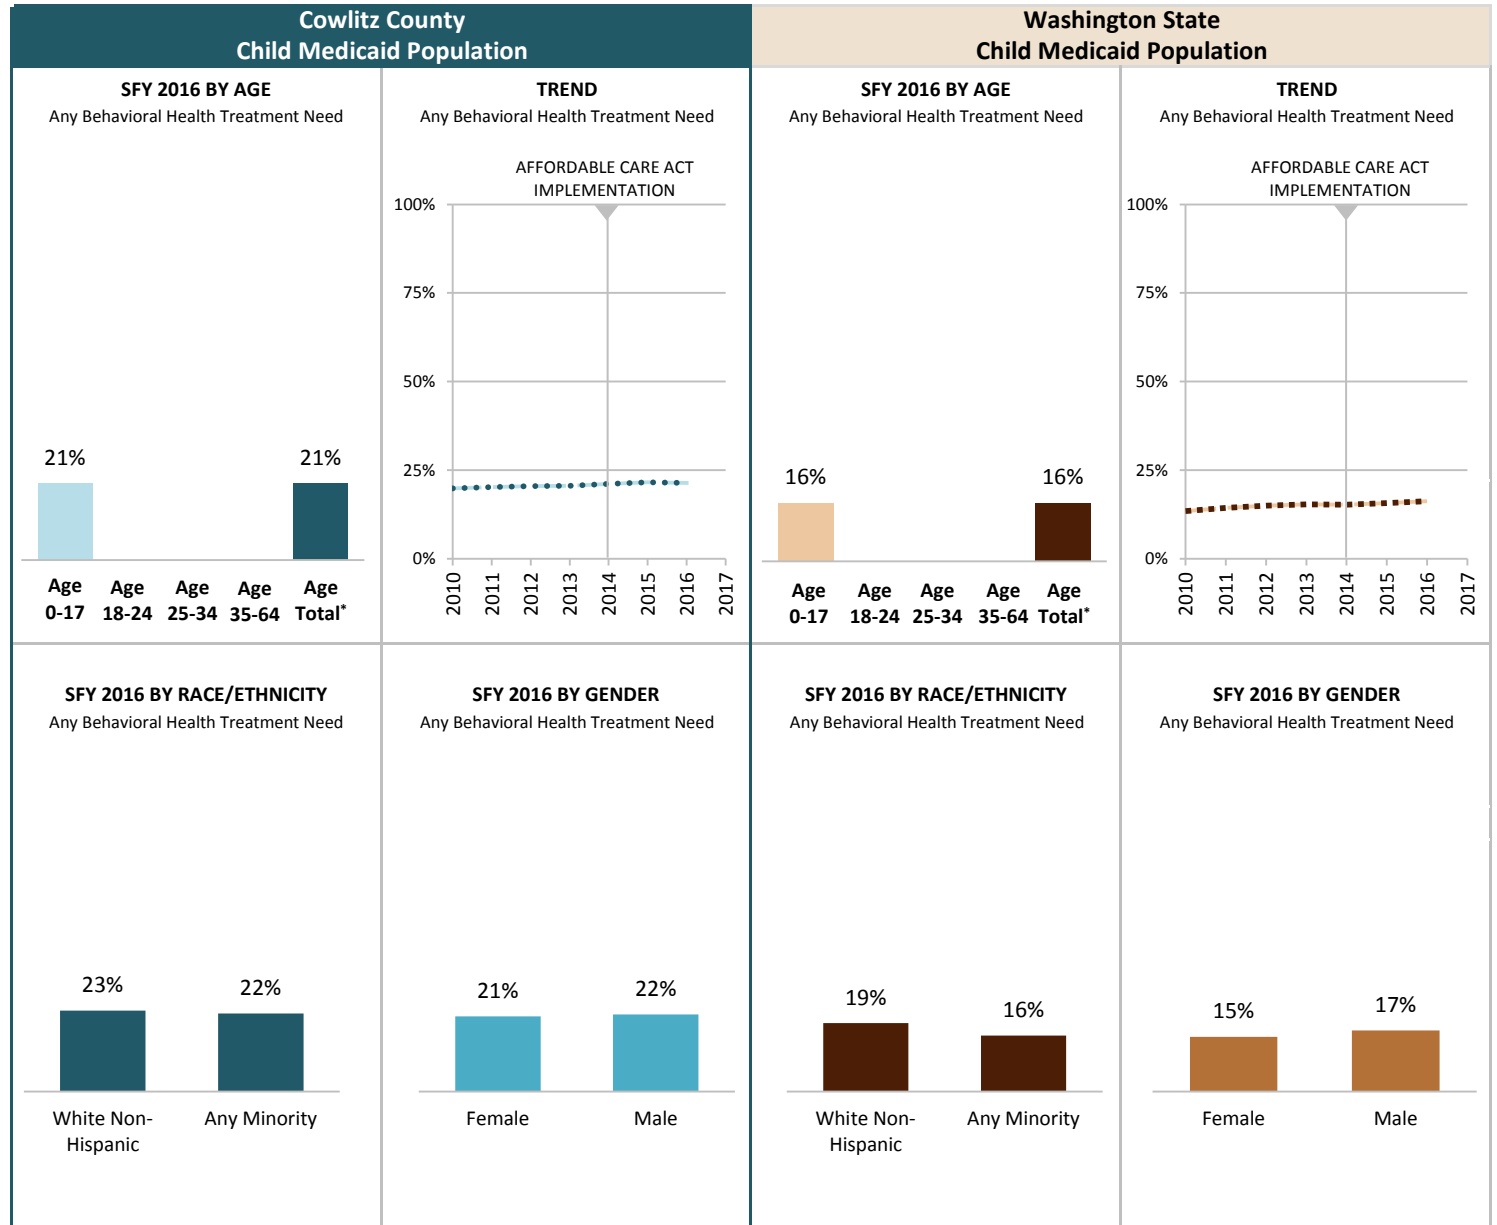 Cowlitz County
Child Medicaid Population
Washington State
Child Medicaid Population
SFY 2016 BY AGE
Any Behavioral Health Treatment Need
21%
21%
Age 0-17
Age 18-24
Age 25-34
Age 35-64
Age Total*
TREND
Any Behavioral Health Treatment Need
AFFORDABLE CARE ACT
IMPLEMENTATION
100%
75%
50%
25%
0%
2010
2011
2012
2013
2014
2015
2016
2017
SFY 2016 BY AGE
Any Behavioral Health Treatment Need
16%
16%
Age 0-17
Age 18-24
Age 25-34
Age 35-64
Age Total*
TREND
Any Behavioral Health Treatment Need
AFFORDABLE CARE ACT
IMPLEMENTATION
100%
75%
50%
25%
0%
2010
2011
2012
2013
2014
2015
2016
2017
SFY 2016 BY RACE/ETHNICITY
Any Behavioral Health Treatment Need
23%
22%
White Non-
Hispanic
Any Minority
SFY 2016 BY GENDER
Any Behavioral Health Treatment Need
21%
22%
Female
Male
SFY 2016 BY RACE/ETHNICITY
Any Behavioral Health Treatment Need
19%
16%
White Non-
Hispanic
Any Minority
SFY 2016 BY GENDER
Any Behavioral Health Treatment Need
15%
17%
Female
Male